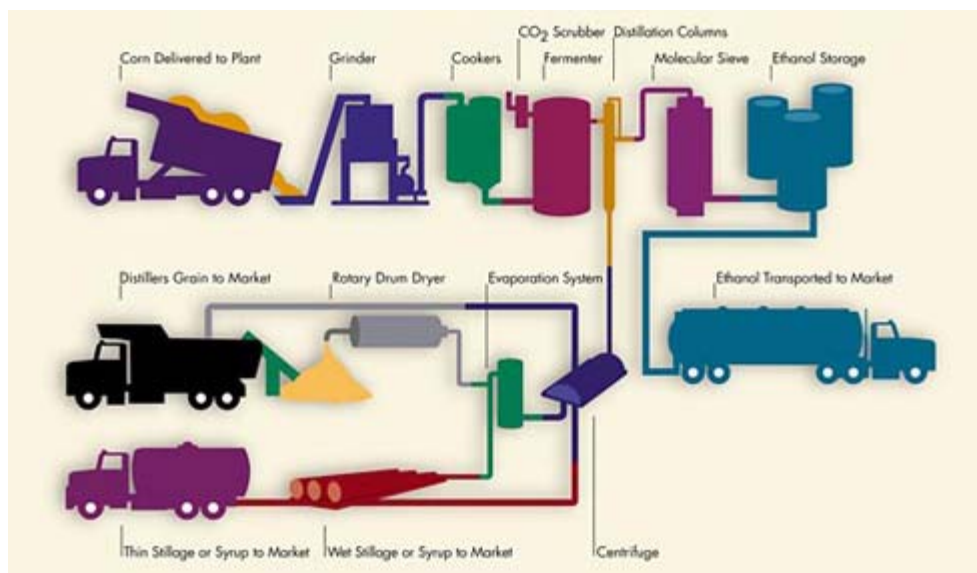 CO2 Scrubber
Distillation Columns
Corn Delivered to Plant
Grinder
Cookers
Fermenter
Molecular Sieve
Ethanol Storage
Distillers Grain to Market
Rotary Drum Dryer
Evaporation System
Ethanol Transported to Market
Thin Stillage or Syrup to Market
Wet Stillage or Syrup to Market
Centrifuge